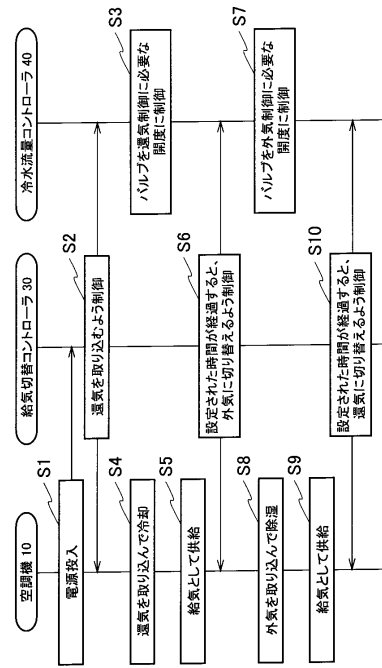 空調機 10
給気切替コントローラ 30
冷水流量コントローラ 40
S1
電源投入
S2
還気を取り込むよう制御
S3
バルブを還気制御に必要な
開度に制御
S4
還気を取り込んで冷却
S5
給気として供給
S6
設定された時間が経過すると、
外気に切り替えるよう制御
S7
バルブを外気制御に必要な
開度に制御
S8
外気を取り込んで除湿
S9
給気として供給
S10
設定された時間が経過すると、
還気に切り替えるよう制御